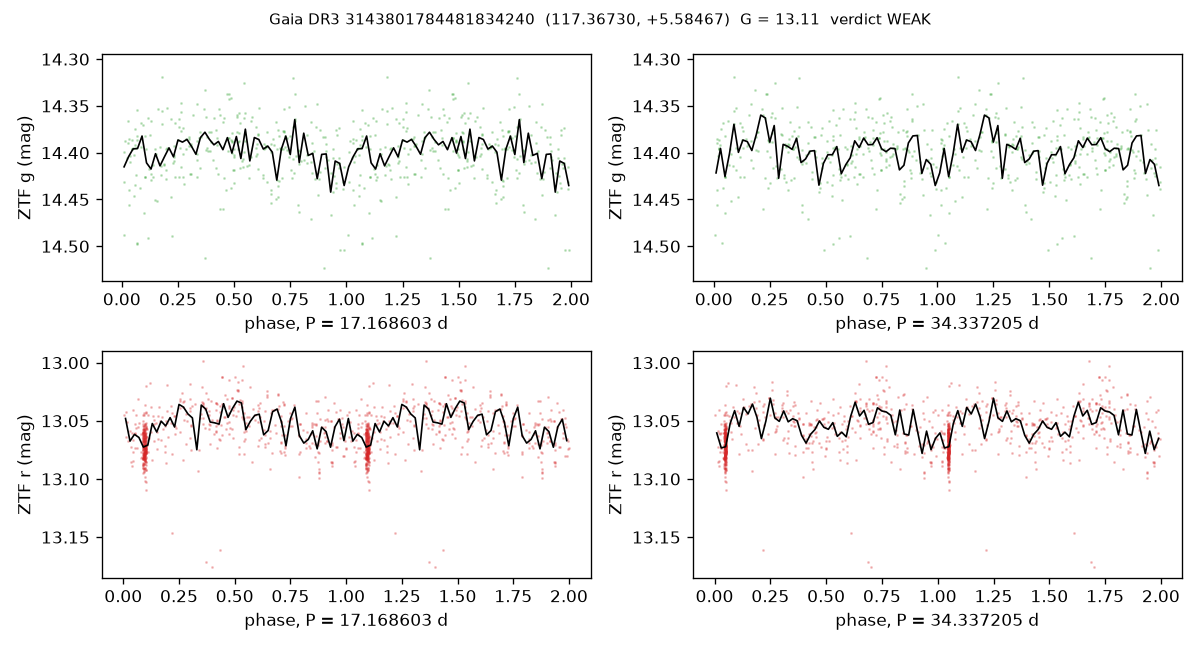 Gaia DR3 3143801784481834240  (117.36730, +5.58467)  G = 13.11  verdict WEAK
14.30
14.35
14.40
14.45
14.50
ZTF g (mag)
0.00 0.25 0.50 0.75 1.00 1.25 1.50 1.75 2.00
phase, P = 17.168603 d
14.30
14.35
14.40
14.45
14.50
ZTF g (mag)
0.00 0.25 0.50 0.75 1.00 1.25 1.50 1.75 2.00
phase, P = 34.337205 d
13.00
13.05
13.10
13.15
ZTF r (mag)
0.00 0.25 0.50 0.75 1.00 1.25 1.50 1.75 2.00
phase, P = 17.168603 d
13.00
13.05
13.10
13.15
ZTF r (mag)
0.00 0.25 0.50 0.75 1.00 1.25 1.50 1.75 2.00
phase, P = 34.337205 d